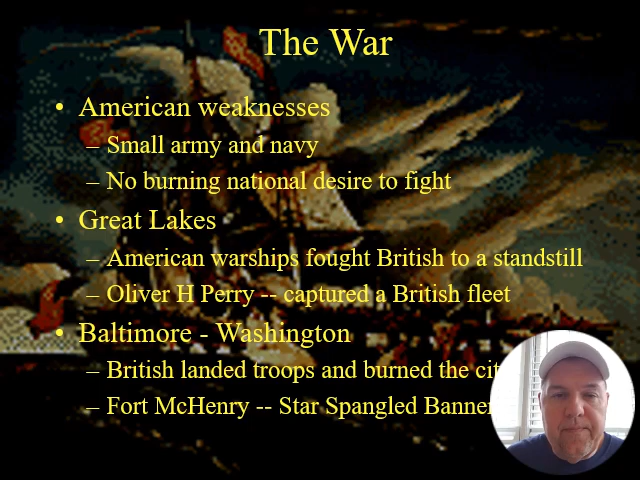 The War
• American weaknesses
– Small army and navy
– No burning national desire to fight
• Great Lakes
– American warships fought British to a standstill
– Oliver H Perry -- captured a British fleet
• Baltimore - Washington
– British landed troops and burned the
– Fort McHenry -- Star Spangled Banner